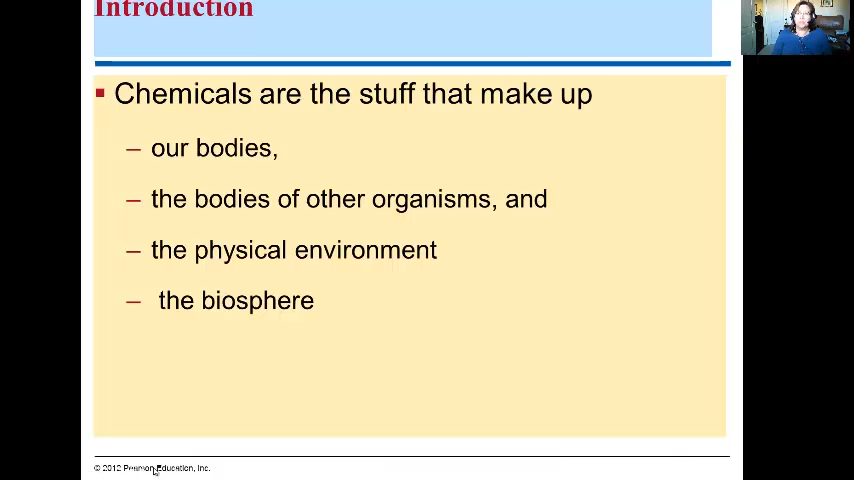 Introduction
▪ Chemicals are the stuff that make up
– our bodies,
– the bodies of other organisms, and
– the physical environment
– the biosphere
© 2012 Pearson Education, Inc.